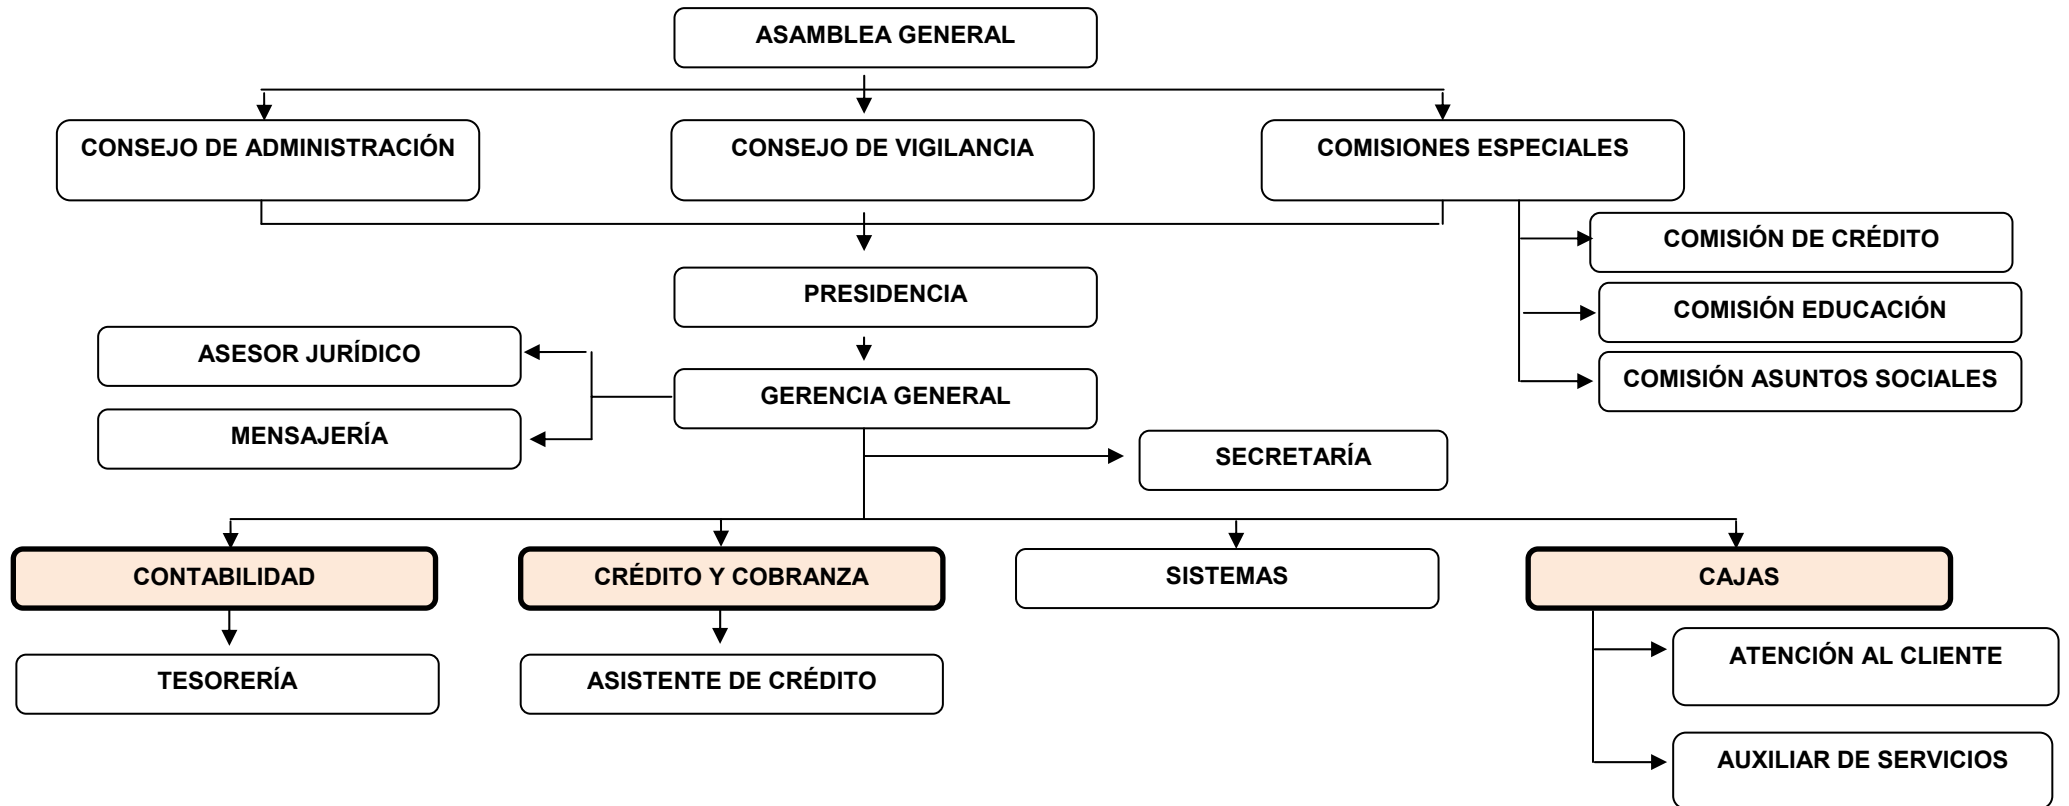 ASAMBLEA GENERAL
CONSEJO DE ADMINISTRACIÓN
CONSEJO DE VIGILANCIA
COMISIONES ESPECIALES
COMISIÓN DE CRÉDITO
PRESIDENCIA
COMISIÓN EDUCACIÓN
ASESOR JURÍDICO
COMISIÓN ASUNTOS SOCIALES
GERENCIA GENERAL
MENSAJERÍA
SECRETARÍA
CONTABILIDAD
CRÉDITO Y COBRANZA
SISTEMAS
CAJAS
ATENCIÓN AL CLIENTE
TESORERÍA
ASISTENTE DE CRÉDITO
AUXILIAR DE SERVICIOS